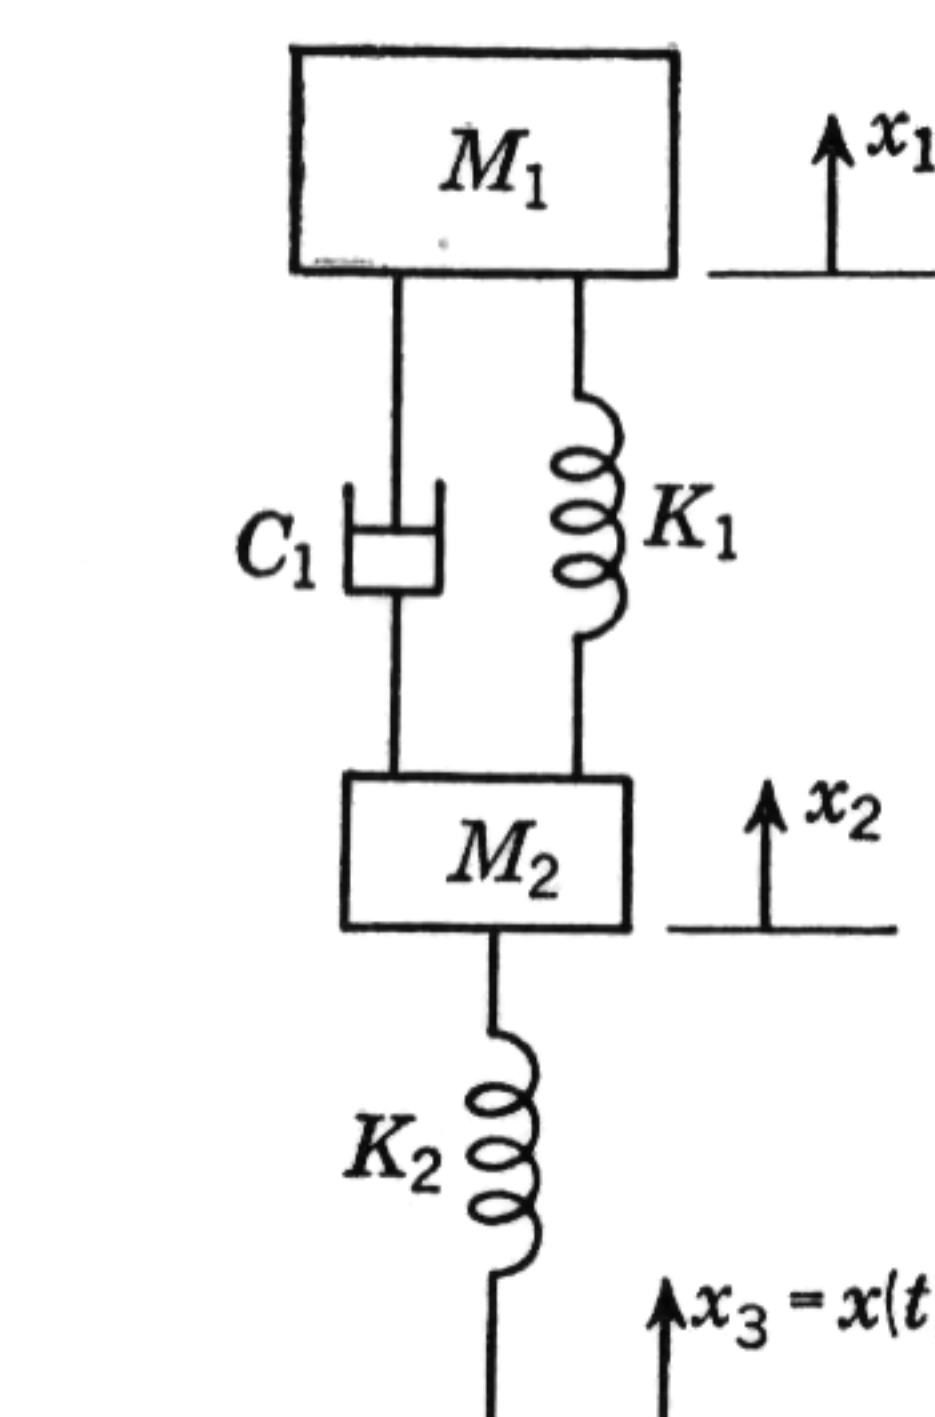 M₁
x₁
C₁
K₁
M₂
x₂
K₂
x₃ = x(t